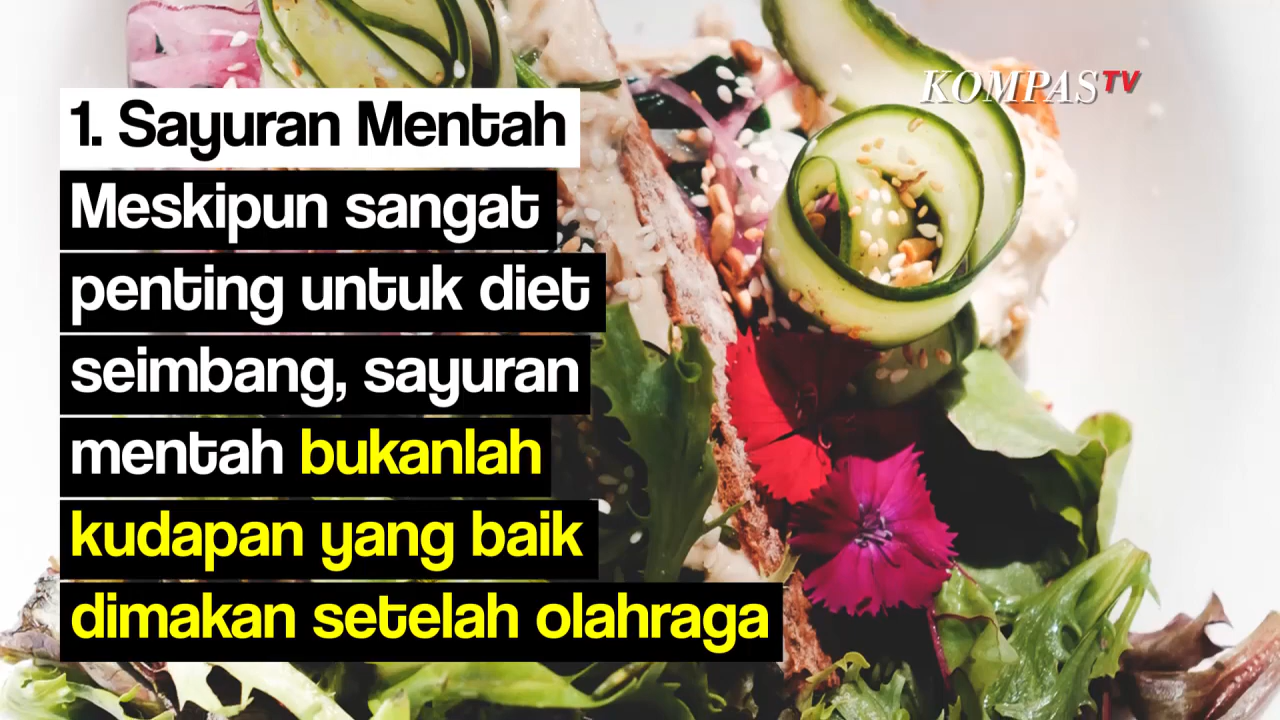 KOMPASTV
1. Sayuran Mentah
Meskipun sangat
penting untuk diet
seimbang, sayuran
mentah bukanlah
kudapan yang baik
dimakan setelah olahraga